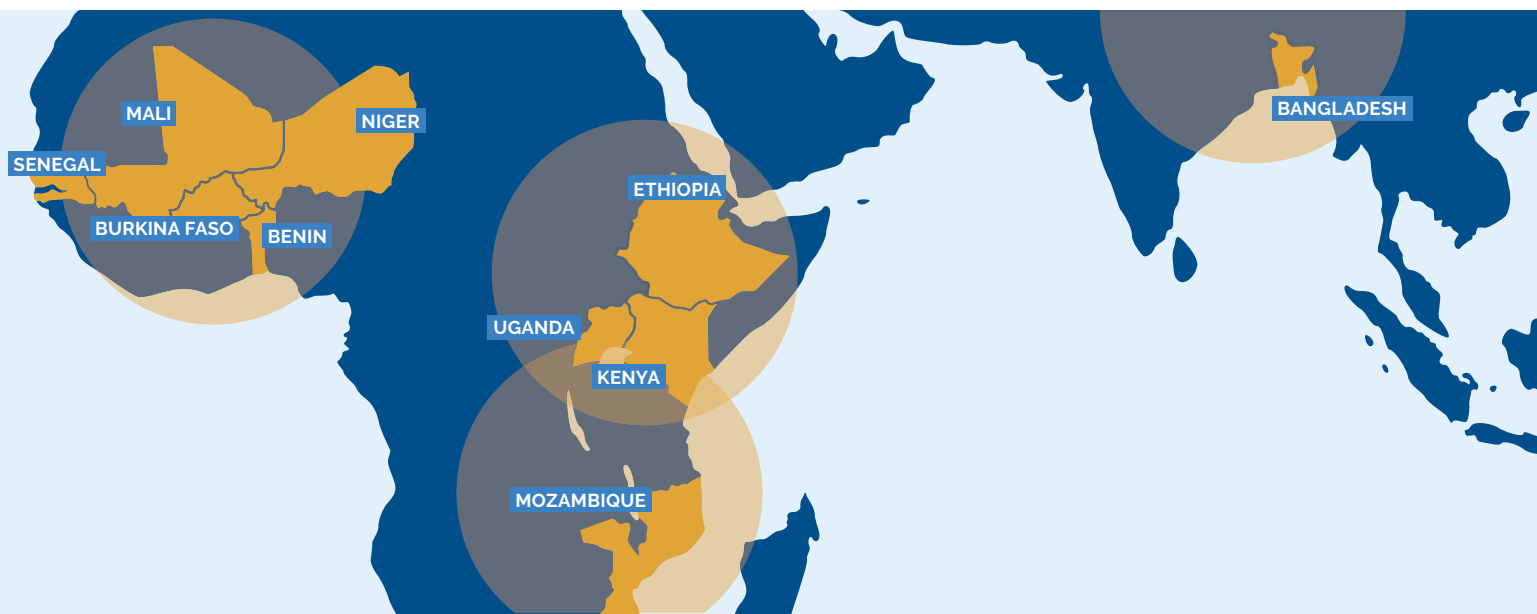 MALI
NIGER
SENEGAL
BURKINA FASO
BENIN
ETHIOPIA
UGANDA
KENYA
MOZAMBIQUE
BANGLADESH